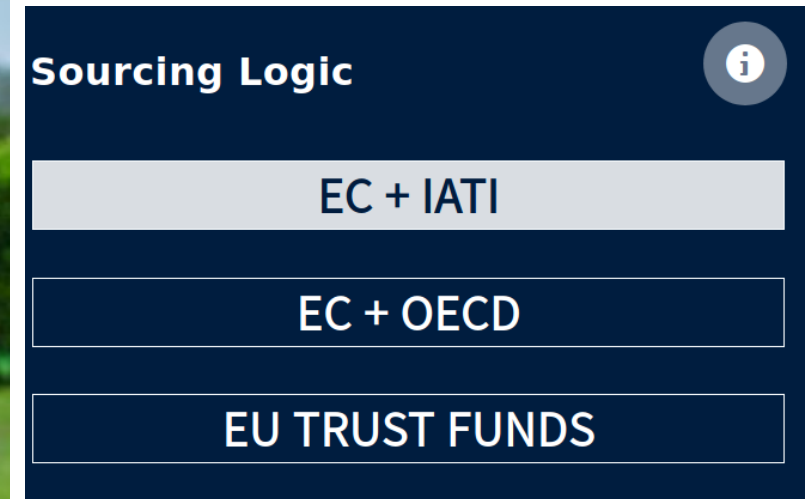 Sourcing Logic
EC + IATI
EC + OECD
EU TRUST FUNDS